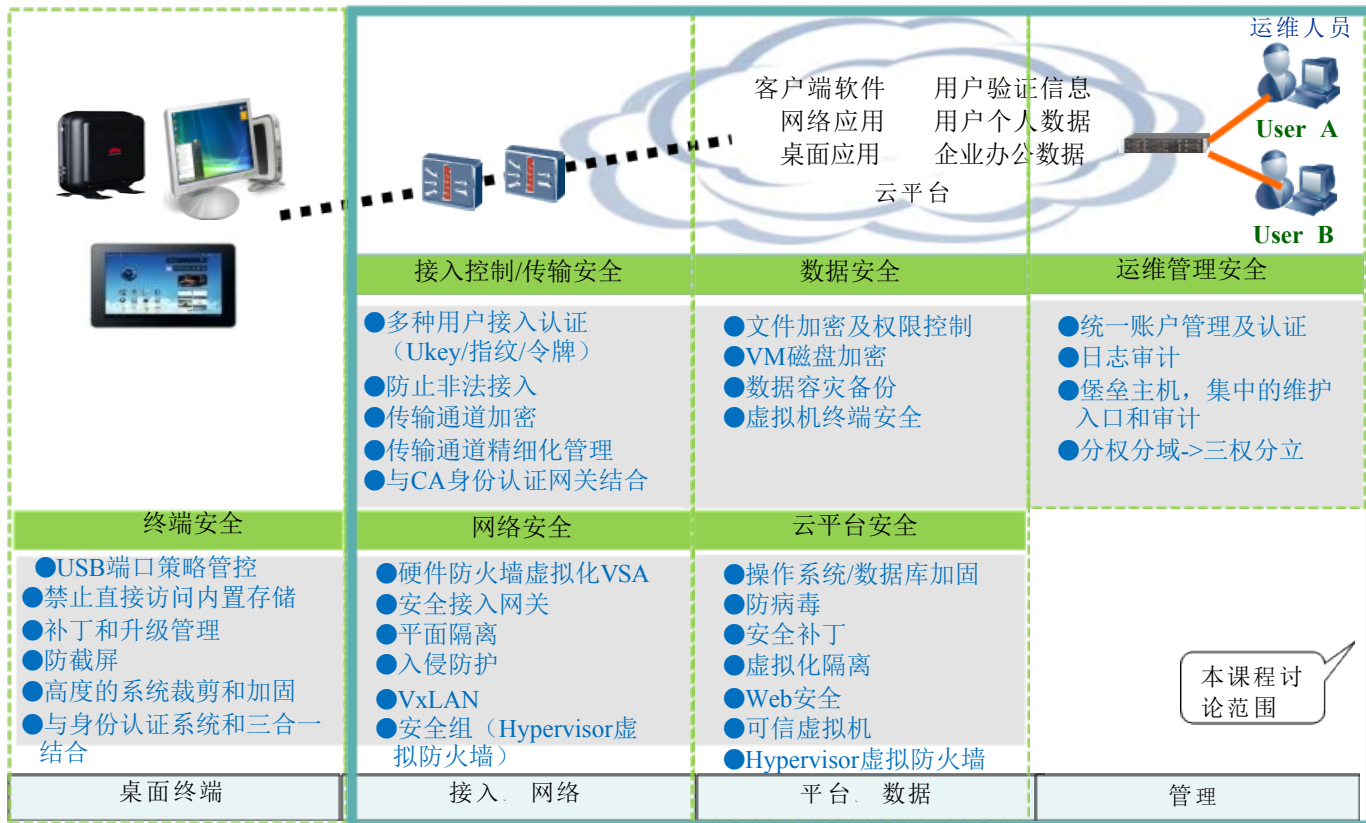 运维人员
客户端软件 用户验证信息
网络应用 用户个人数据
桌面应用 企业办公数据
云平台
User A
User B
接入控制/传输安全
●多种用户接入认证
（Ukey/指纹/令牌）
●防止非法接入
●传输通道加密
●传输通道精细化管理
●与CA身份认证网关结合
数据安全
●文件加密及权限控制
●VM磁盘加密
●数据容灾备份
●虚拟机终端安全
运维管理安全
●统一账户管理及认证
●日志审计
●堡垒主机，集中的维护
入口和审计
●分权分域->三权分立
终端安全
●USB端口策略管控
●禁止直接访问内置存储
●补丁和升级管理
●防截屏
●高度的系统裁剪和加固
●与身份认证系统和三合一
结合
网络安全
●硬件防火墙虚拟化VSA
●安全接入网关
●平面隔离
●入侵防护
●VxLAN
●安全组（Hypervisor虚
拟防火墙）
云平台安全
●操作系统/数据库加固
●防病毒
●安全补丁
●虚拟化隔离
●Web安全
●可信虚拟机
●Hypervisor虚拟防火墙
本课程讨
论范围
桌面终端
接入、网络
平台、数据
管理